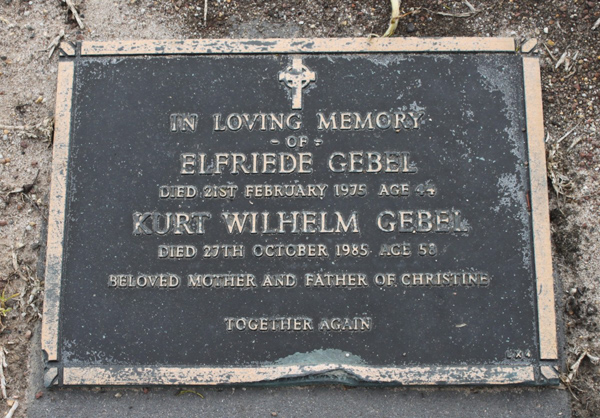 IN LOVING MEMORY
- OF -
ELFRIEDE GEBEL
DIED 21ST FEBRUARY 1975 AGE 44
KURT WILHELM GEBEL
DIED 27TH OCTOBER 1985 AGE
BELOVED MOTHER AND FATHER OF CHRISTINE
TOGETHER AGAIN